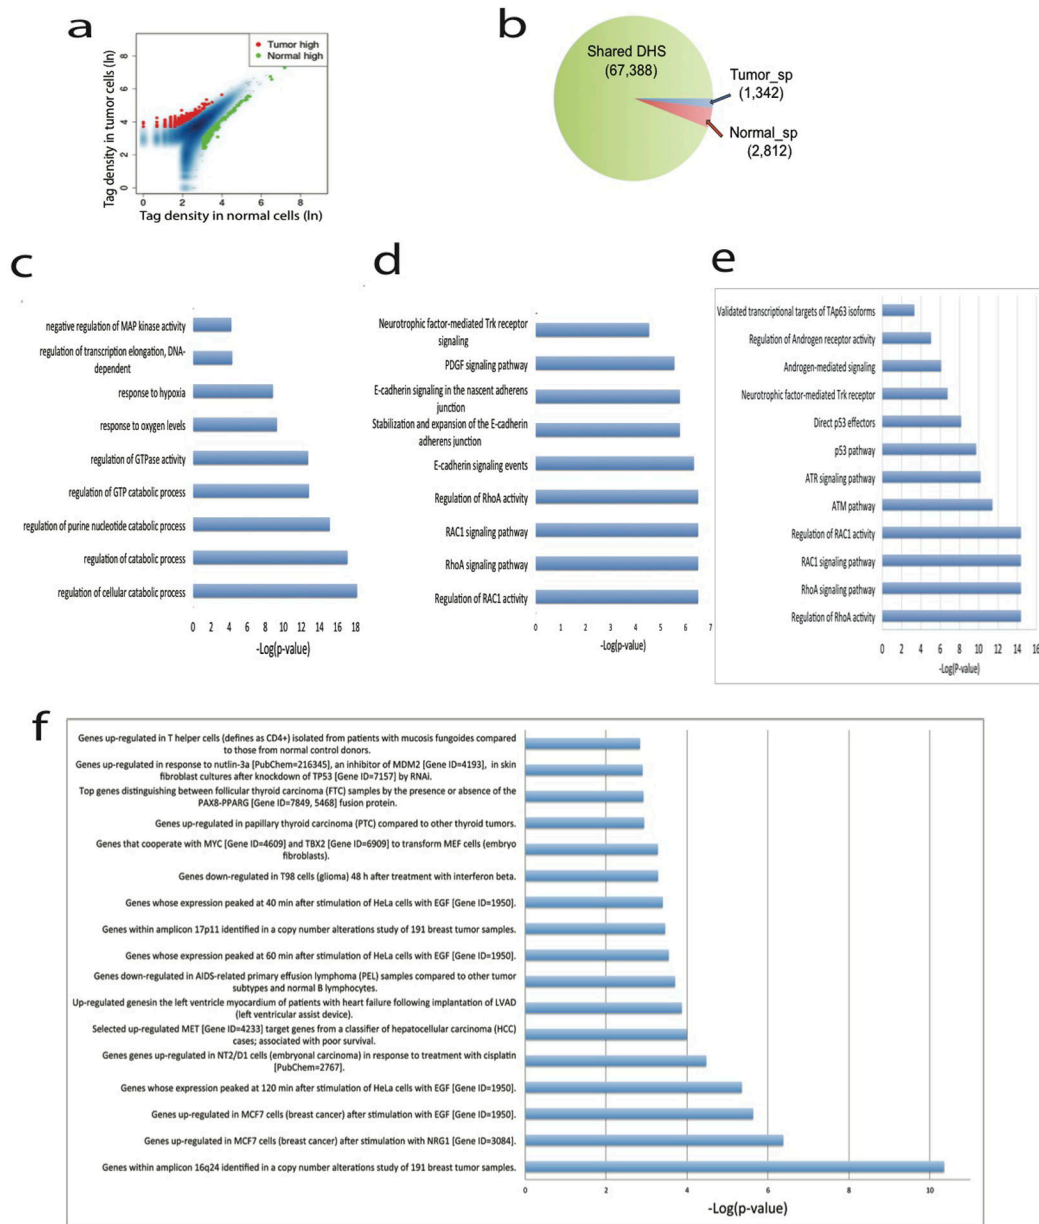 a
Tumor high
Normal high
Tag density in tumor cells (ln)
8
6
4
2
0
0 2 4 6 8
Tag density in normal cells (ln)
b
Shared DHS
(67,388)
Tumor_sp
(1,342)
Normal_sp
(2,812)
c
negative regulation of MAP kinase activity
regulation of transcription elongation, DNA-
dependent
response to hypoxia
response to oxygen levels
regulation of GTPase activity
regulation of GTP catabolic process
regulation of purine nucleotide catabolic process
regulation of catabolic process
regulation of cellular catabolic process
0 2 4 6 8 10 12 14 16 18
-Log(p-value)
d
Neurotrophic factor-mediated Trk receptor
signaling
PDGF signaling pathway
E-cadherin signaling in the nascent adherens
junction
Stabilization and expansion of the E-cadherin
adherens junction
E-cadherin signaling events
Regulation of RhoA activity
RAC1 signaling pathway
RhoA signaling pathway
Regulation of RAC1 activity
0 1 2 3 4 5 6 7
-Log(p-value)
e
Validated transcriptional targets of TAp63 isoforms
Regulation of Androgen receptor activity
Androgen-mediated signaling
Neurotrophic factor-mediated Trk receptor
Direct p53 effectors
p53 pathway
ATR signaling pathway
ATM pathway
Regulation of RAC1 activity
RAC1 signaling pathway
RhoA signaling pathway
Regulation of RhoA activity
0 2 4 6 8 10 12 14 16
-Log(P-value)
f
Genes up-regulated in T helper cells (defines as CD4+) isolated from patients with mucosis fungoides compared
to those from normal control donors.
Genes up-regulated in response to nutlin-3a [PubChem=216345], an inhibitor of MDM2 [Gene ID=4193], in skin
fibroblast cultures after knockdown of TP53 [Gene ID=7157] by RNAi.
Top genes distinguishing between follicular thyroid carcinoma (FTC) samples by the presence or absence of the
PAX8-PPARG [Gene ID=7849, 5468] fusion protein.
Genes up-regulated in papillary thyroid carcinoma (PTC) compared to other thyroid tumors.
Genes that cooperate with MYC [Gene ID=4609] and TBX2 [Gene ID=6909] to transform MEF cells (embryo
fibroblasts).
Genes down-regulated in T98 cells (glioma) 48 h after treatment with interferon beta.
Genes whose expression peaked at 40 min after stimulation of HeLa cells with EGF [Gene ID=1950].
Genes within amplicon 17p11 identified in a copy number alterations study of 191 breast tumor samples.
Genes whose expression peaked at 60 min after stimulation of HeLa cells with EGF [Gene ID=1950].
Genes down-regulated in AIDS-related primary effusion lymphoma (PEL) samples compared to other tumor
subtypes and normal B lymphocytes.
Up-regulated genesin the left ventricle myocardium of patients with heart failure following implantation of LVAD
(left ventricular assist device).
Selected up-regulated MET [Gene ID=4233] target genes from a classifier of hepatocellular carcinoma (HCC)
cases; associated with poor survival.
Genes genes up-regulated in NT2/D1 cells (embryonal carcinoma) in response to treatment with cisplatin
[PubChem=2767].
Genes whose expression peaked at 120 min after stimulation of HeLa cells with EGF [Gene ID=1950].
Genes up-regulated in MCF7 cells (breast cancer) after stimulation with EGF [Gene ID=1950].
Genes up-regulated in MCF7 cells (breast cancer) after stimulation with NRG1 [Gene ID=3084].
Genes within amplicon 16q24 identified in a copy number alterations study of 191 breast tumor samples.
0 2 4 6 8 10
-Log(p-value)